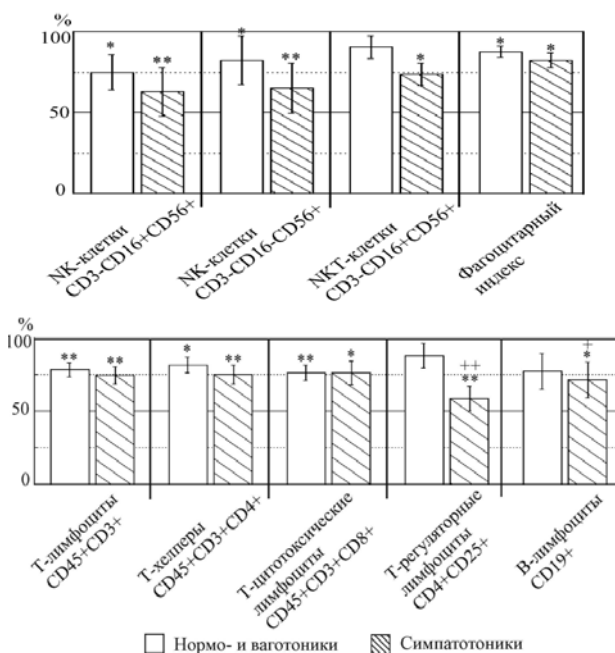 %
100
50
0
* ** * ** * * *
NK-клетки
CD3-CD16+CD56+
NK-клетки
CD3-CD16-CD56+
NKT-клетки
CD3-CD16+CD56+
Фагоцитарный
индекс
%
100
50
0
** ** * ** ** * ++ ** + *
Т-лимфоциты
CD45+CD3+
Т-хелперы
CD45+CD3+CD4+
Т-цитотоксические
лимфоциты
CD45+CD3+CD8+
Т-регуляторные
лимфоциты
CD4+CD25+
В-лимфоциты
CD19+
Нормо- и ваготоники
Симпатотоники